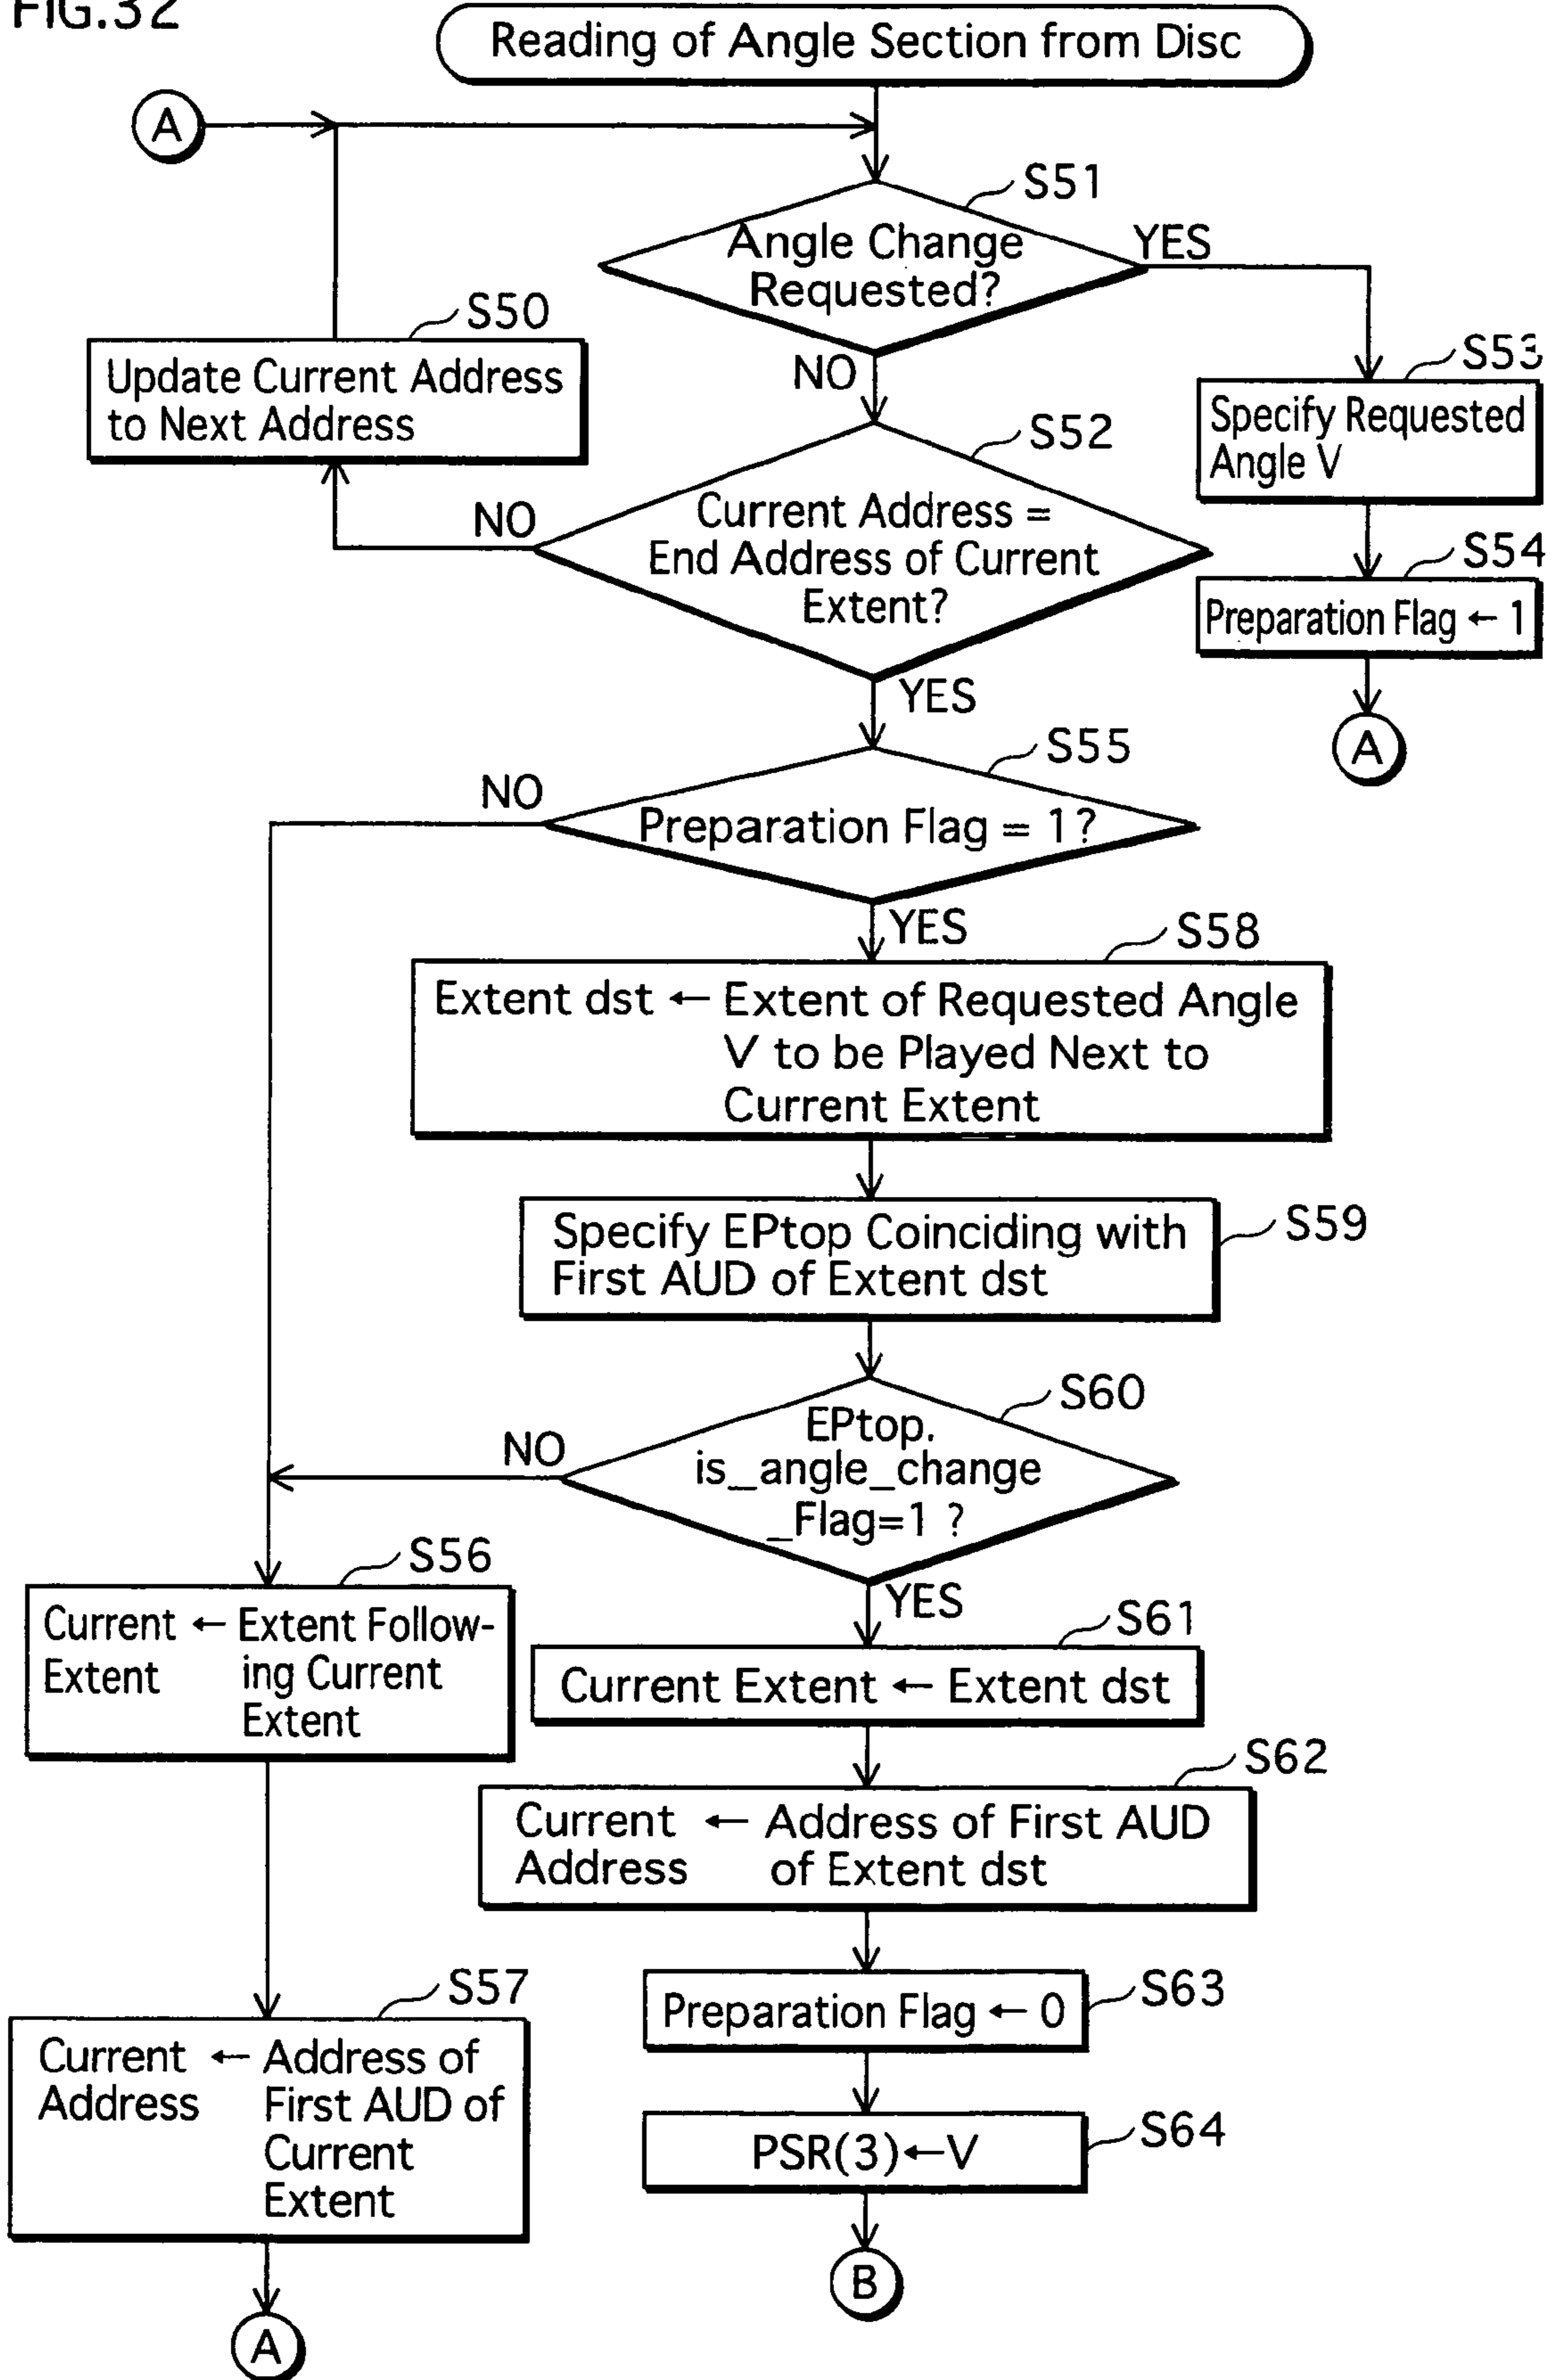 FIG.32
Reading of Angle Section from Disc
A
S51
Angle Change
Requested?
YES
NO
S50
Update Current Address
to Next Address
S53
Specify Requested
Angle V
S52
Current Address =
End Address of Current
Extent?
NO
YES
S54
Preparation Flag ← 1
A
S55
Preparation Flag = 1?
NO
YES
S58
Extent dst ← Extent of Requested Angle
V to be Played Next to
Current Extent
S59
Specify EPtop Coinciding with
First AUD of Extent dst
S60
EPtop.
is_angle_change
_Flag=1 ?
NO
YES
S56
Current ← Extent Follow-
Extent ing Current
Extent
S61
Current Extent ← Extent dst
S62
Current ← Address of First AUD
Address of Extent dst
S57
Current ← Address of
Address First AUD of
Current
Extent
A
S63
Preparation Flag ← 0
S64
PSR(3)←V
B